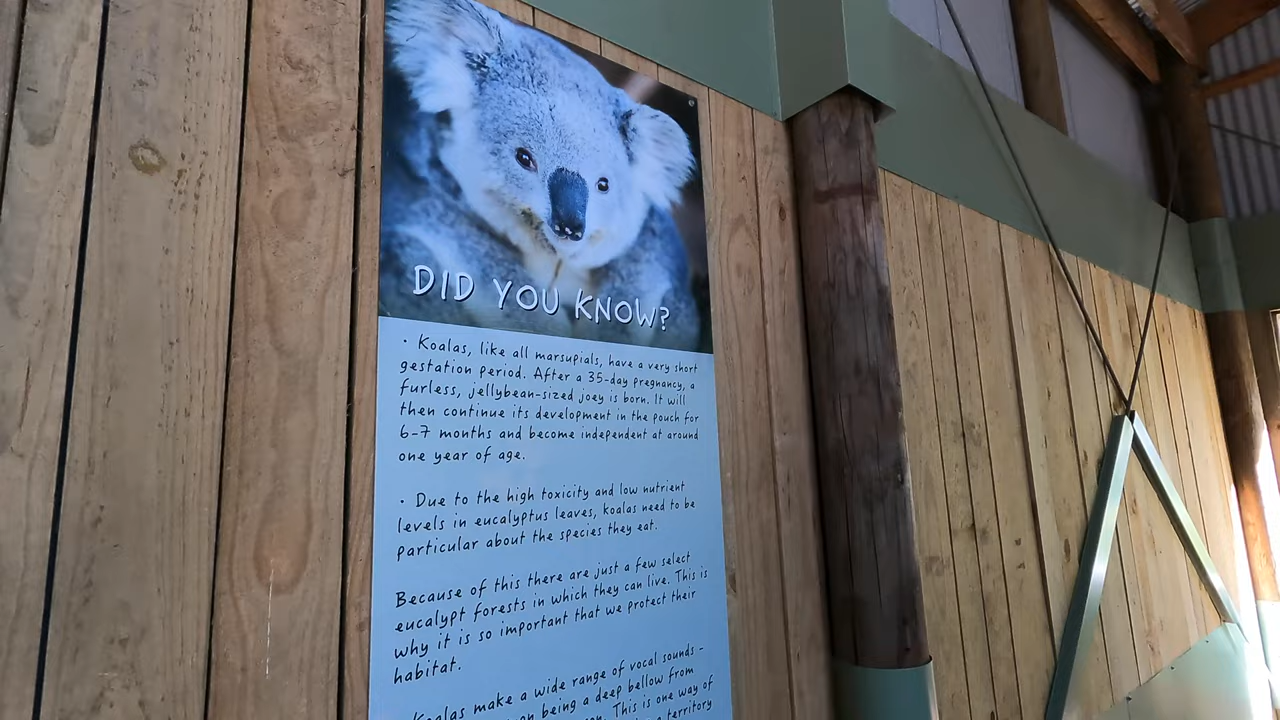 DID YOU KNOW?
• Koalas, like all marsupials, have a very short
gestation period. After a 35-day pregnancy, a
furless, jellybean-sized joey is born. It will
then continue its development in the pouch for
6-7 months and become independent at around
one year of age.
• Due to the high toxicity and low nutrient
levels in eucalyptus leaves, koalas need to be
particular about the species they eat.
Because of this there are just a few select
eucalypt forests in which they can live. This is
why it is so important that we protect their
habitat.
Koalas make a wide range of vocal sounds -
being a deep bellow from
This is one way of
territory